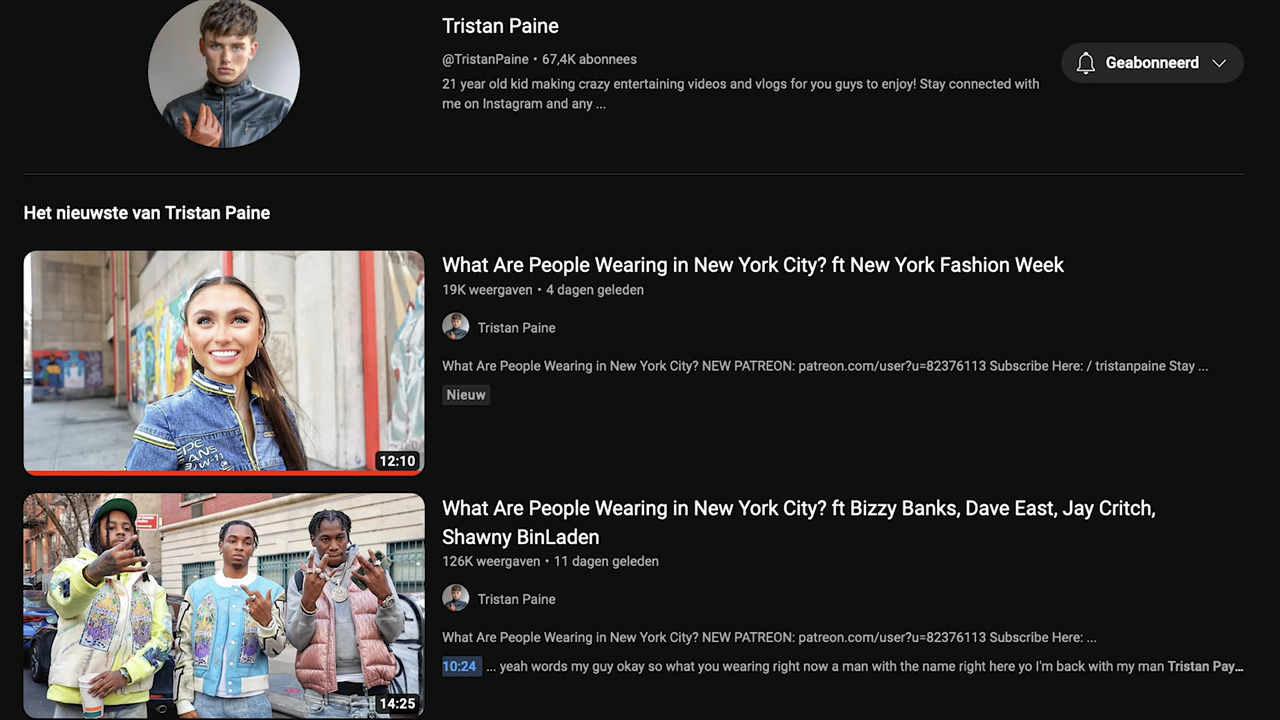 Tristan Paine
@TristanPaine • 67,4K abonnees
21 year old kid making crazy entertaining videos and vlogs for you guys to enjoy! Stay connected with
me on Instagram and any ...
Geabonneerd
Het nieuwste van Tristan Paine
What Are People Wearing in New York City? ft New York Fashion Week
19K weergaven • 4 dagen geleden
Tristan Paine
What Are People Wearing in New York City? NEW PATREON: patreon.com/user?u=82376113 Subscribe Here: / tristanpaine Stay ...
Nieuw
12:10
What Are People Wearing in New York City? ft Bizzy Banks, Dave East, Jay Critch,
Shawny BinLaden
126K weergaven • 11 dagen geleden
Tristan Paine
What Are People Wearing in New York City? NEW PATREON: patreon.com/user?u=82376113 Subscribe Here: ...
10:24 ... yeah words my guy okay so what you wearing right now a man with the name right here yo I'm back with my man Tristan Pay...
14:25